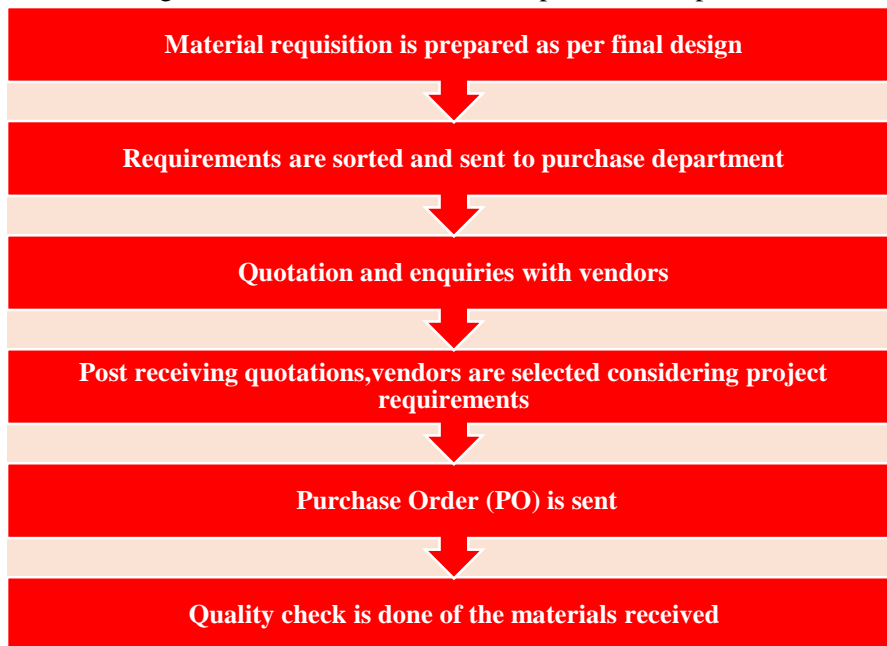 Material requisition is prepared as per final design
Requirements are sorted and sent to purchase department
Quotation and enquiries with vendors
Post receiving quotations,vendors are selected considering project
requirements
Purchase Order (PO) is sent
Quality check is done of the materials received